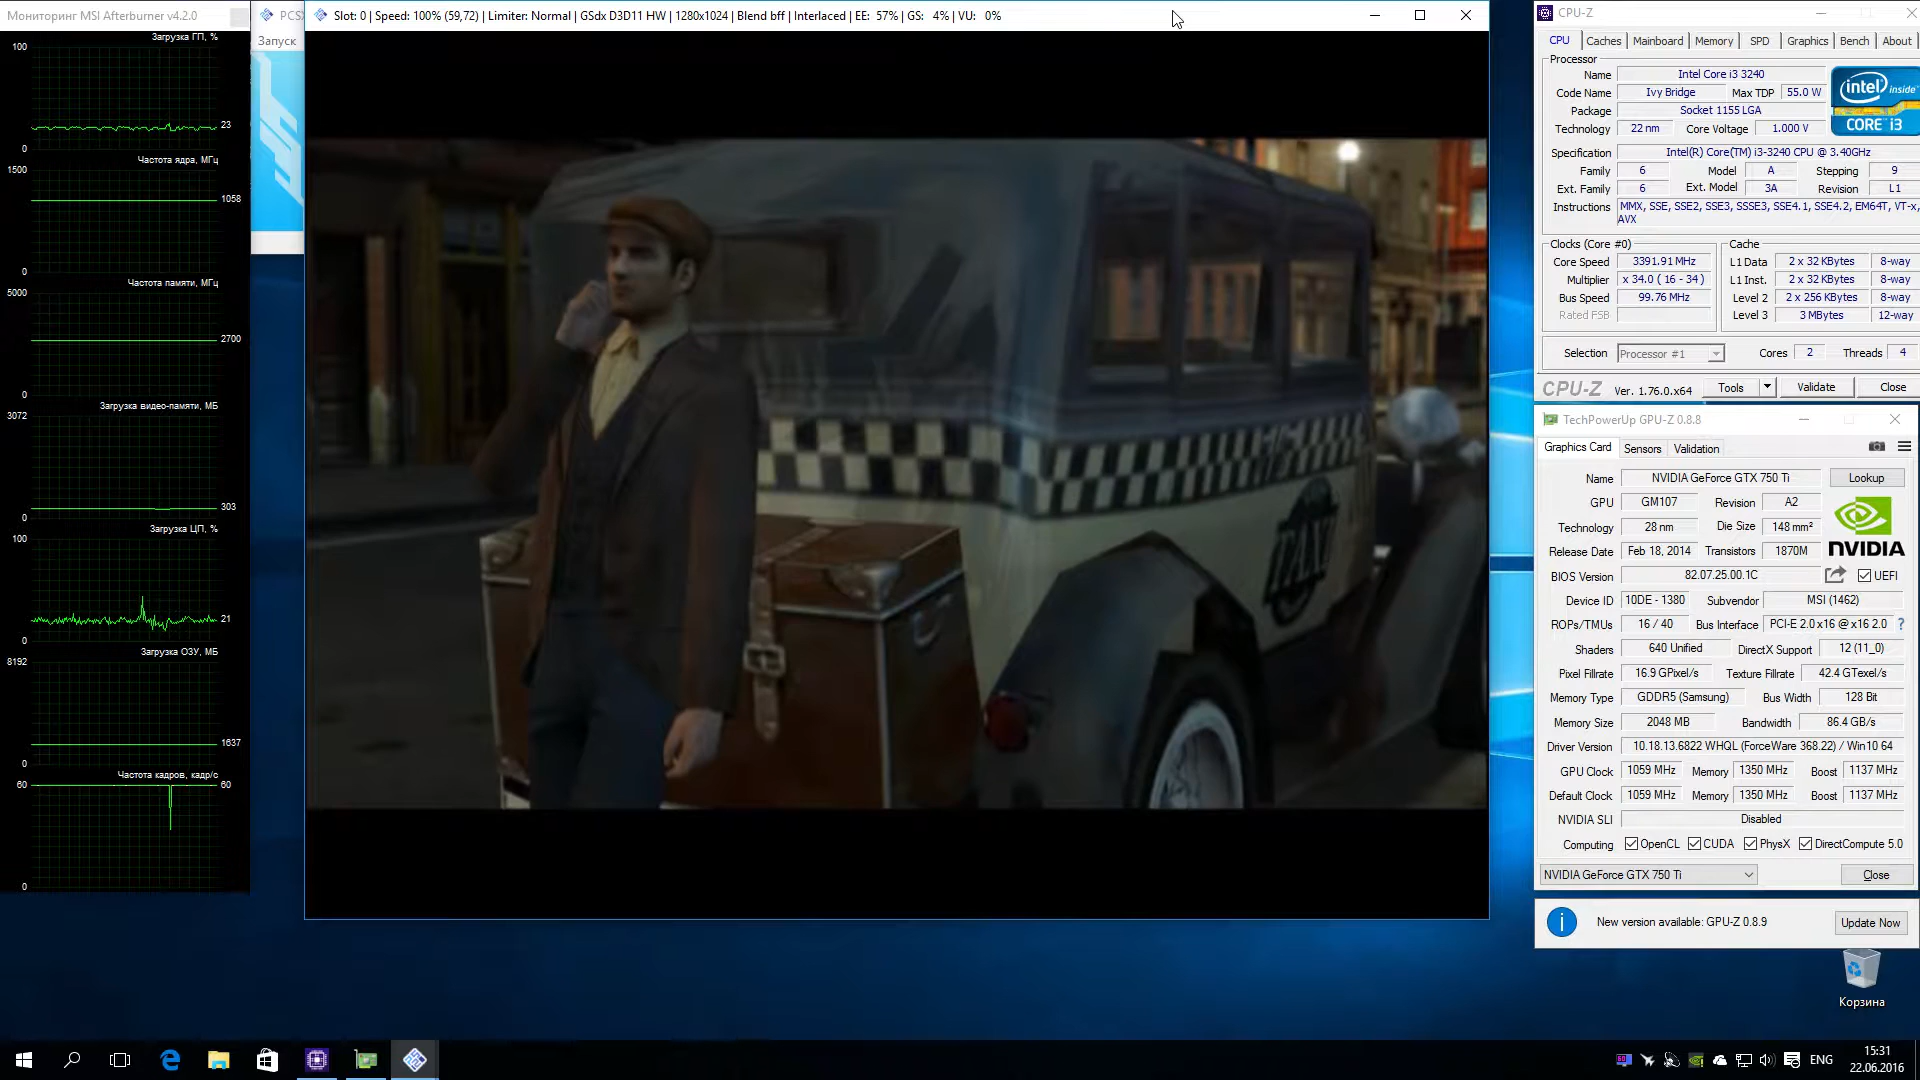 Мониторинг MSI Afterburner v4.2.0
Загрузка ГП, %
100
23
0
Частота ядра, МГц
1500
1058
0
Частота памяти, МГц
5000
2700
0
Загрузка видео-памяти, МБ
3072
303
0
Загрузка ЦП, %
100
21
0
Загрузка ОЗУ, МБ
8192
1637
0
Частота кадров, кадр/с
60 60
0
PCS
Запуск
Slot: 0 | Speed: 100% (59,72) | Limiter: Normal | GSdx D3D11 HW | 1280x1024 | Blend bff | Interlaced | EE: 57% | GS: 4% | VU: 0%
TAXI
CPU-Z
CPU Caches Mainboard Memory SPD Graphics Bench About
Processor
Name Intel Core i3 3240
Code Name Ivy Bridge Max TDP 55.0 W
Package Socket 1155 LGA
Technology 22 nm Core Voltage 1.000 V
intel inside
CORE i3
Specification Intel(R) Core(TM) i3-3240 CPU @ 3.40GHz
Family 6 Model A Stepping 9
Ext. Family 6 Ext. Model 3A Revision L1
Instructions MMX, SSE, SSE2, SSE3, SSSE3, SSE4.1, SSE4.2, EM64T, VT-x,
AVX
Clocks (Core #0) Cache
Core Speed 3391.91 MHz L1 Data 2 x 32 KBytes 8-way
Multiplier x 34.0 ( 16 - 34 ) L1 Inst. 2 x 32 KBytes 8-way
Bus Speed 99.76 MHz Level 2 2 x 256 KBytes 8-way
Rated FSB Level 3 3 MBytes 12-way
Selection Processor #1 Cores 2 Threads 4
CPU-Z Ver. 1.76.0.x64 Tools Validate Close
TechPowerUp GPU-Z 0.8.8
Graphics Card Sensors Validation
Name NVIDIA GeForce GTX 750 Ti Lookup
GPU GM107 Revision A2
Technology 28 nm Die Size 148 mm²
Release Date Feb 18, 2014 Transistors 1870M
NVIDIA
BIOS Version 82.07.25.00.1C UEFI
Device ID 10DE - 1380 Subvendor MSI (1462)
ROPs/TMUs 16 / 40 Bus Interface PCI-E 2.0 x16 @ x16 2.0 ?
Shaders 640 Unified DirectX Support 12 (11_0)
Pixel Fillrate 16.9 GPixel/s Texture Fillrate 42.4 GTexel/s
Memory Type GDDR5 (Samsung) Bus Width 128 Bit
Memory Size 2048 MB Bandwidth 86.4 GB/s
Driver Version 10.18.13.6822 WHQL (ForceWare 368.22) / Win10 64
GPU Clock 1059 MHz Memory 1350 MHz Boost 1137 MHz
Default Clock 1059 MHz Memory 1350 MHz Boost 1137 MHz
NVIDIA SLI Disabled
Computing OpenCL CUDA PhysX DirectCompute 5.0
NVIDIA GeForce GTX 750 Ti Close
New version available: GPU-Z 0.8.9 Update Now
Корзина
ENG
15:31
22.06.2016